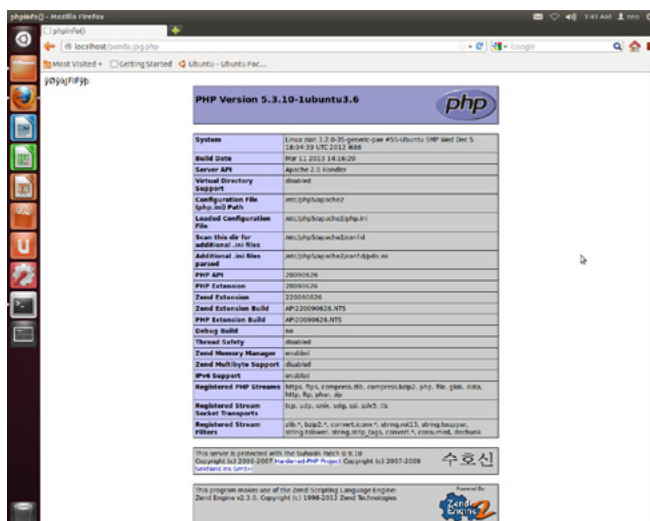 phpinfo() - Mozilla Firefox
1:41 AM
neo
phpinfo()
localhost/panda.jpg.php
Google
Most Visited
Getting Started
Ubuntu – Ubuntu Pac...
ÿØÿàJFIFÿþ
PHP Version 5.3.10-1ubuntu3.6
php
System
Linux zion 3.2.0-35-generic-pae #55-Ubuntu SMP Wed Dec 5
18:04:39 UTC 2012 i686
Build Date
Mar 11 2013 14:16:20
Server API
Apache 2.0 Handler
Virtual Directory
Support
disabled
Configuration File
(php.ini) Path
/etc/php5/apache2
Loaded Configuration
File
/etc/php5/apache2/php.ini
Scan this dir for
additional .ini files
/etc/php5/apache2/conf.d
Additional .ini files
parsed
/etc/php5/apache2/conf.d/pdo.ini
PHP API
20090626
PHP Extension
20090626
Zend Extension
220090626
Zend Extension Build
API220090626,NTS
PHP Extension Build
API20090626,NTS
Debug Build
no
Thread Safety
disabled
Zend Memory Manager
enabled
Zend Multibyte Support
disabled
IPv6 Support
enabled
Registered PHP Streams
https, ftps, compress.zlib, compress.bzip2, php, file, glob, data,
http, ftp, phar, zip
Registered Stream
Socket Transports
tcp, udp, unix, udg, ssl, sslv3, tls
Registered Stream
Filters
zlib.*, bzip2.*, convert.iconv.*, string.rot13, string.toupper,
string.tolower, string.strip_tags, convert.*, consumed, dechunk
This server is protected with the Suhosin Patch 0.9.10
Copyright (c) 2006-2007 Hardened-PHP Project Copyright (c) 2007-2009
SektionEins GmbH
수호신
This program makes use of the Zend Scripting Language Engine:
Zend Engine v2.3.0, Copyright (c) 1998-2012 Zend Technologies
Powered By
Zend
Engine 2